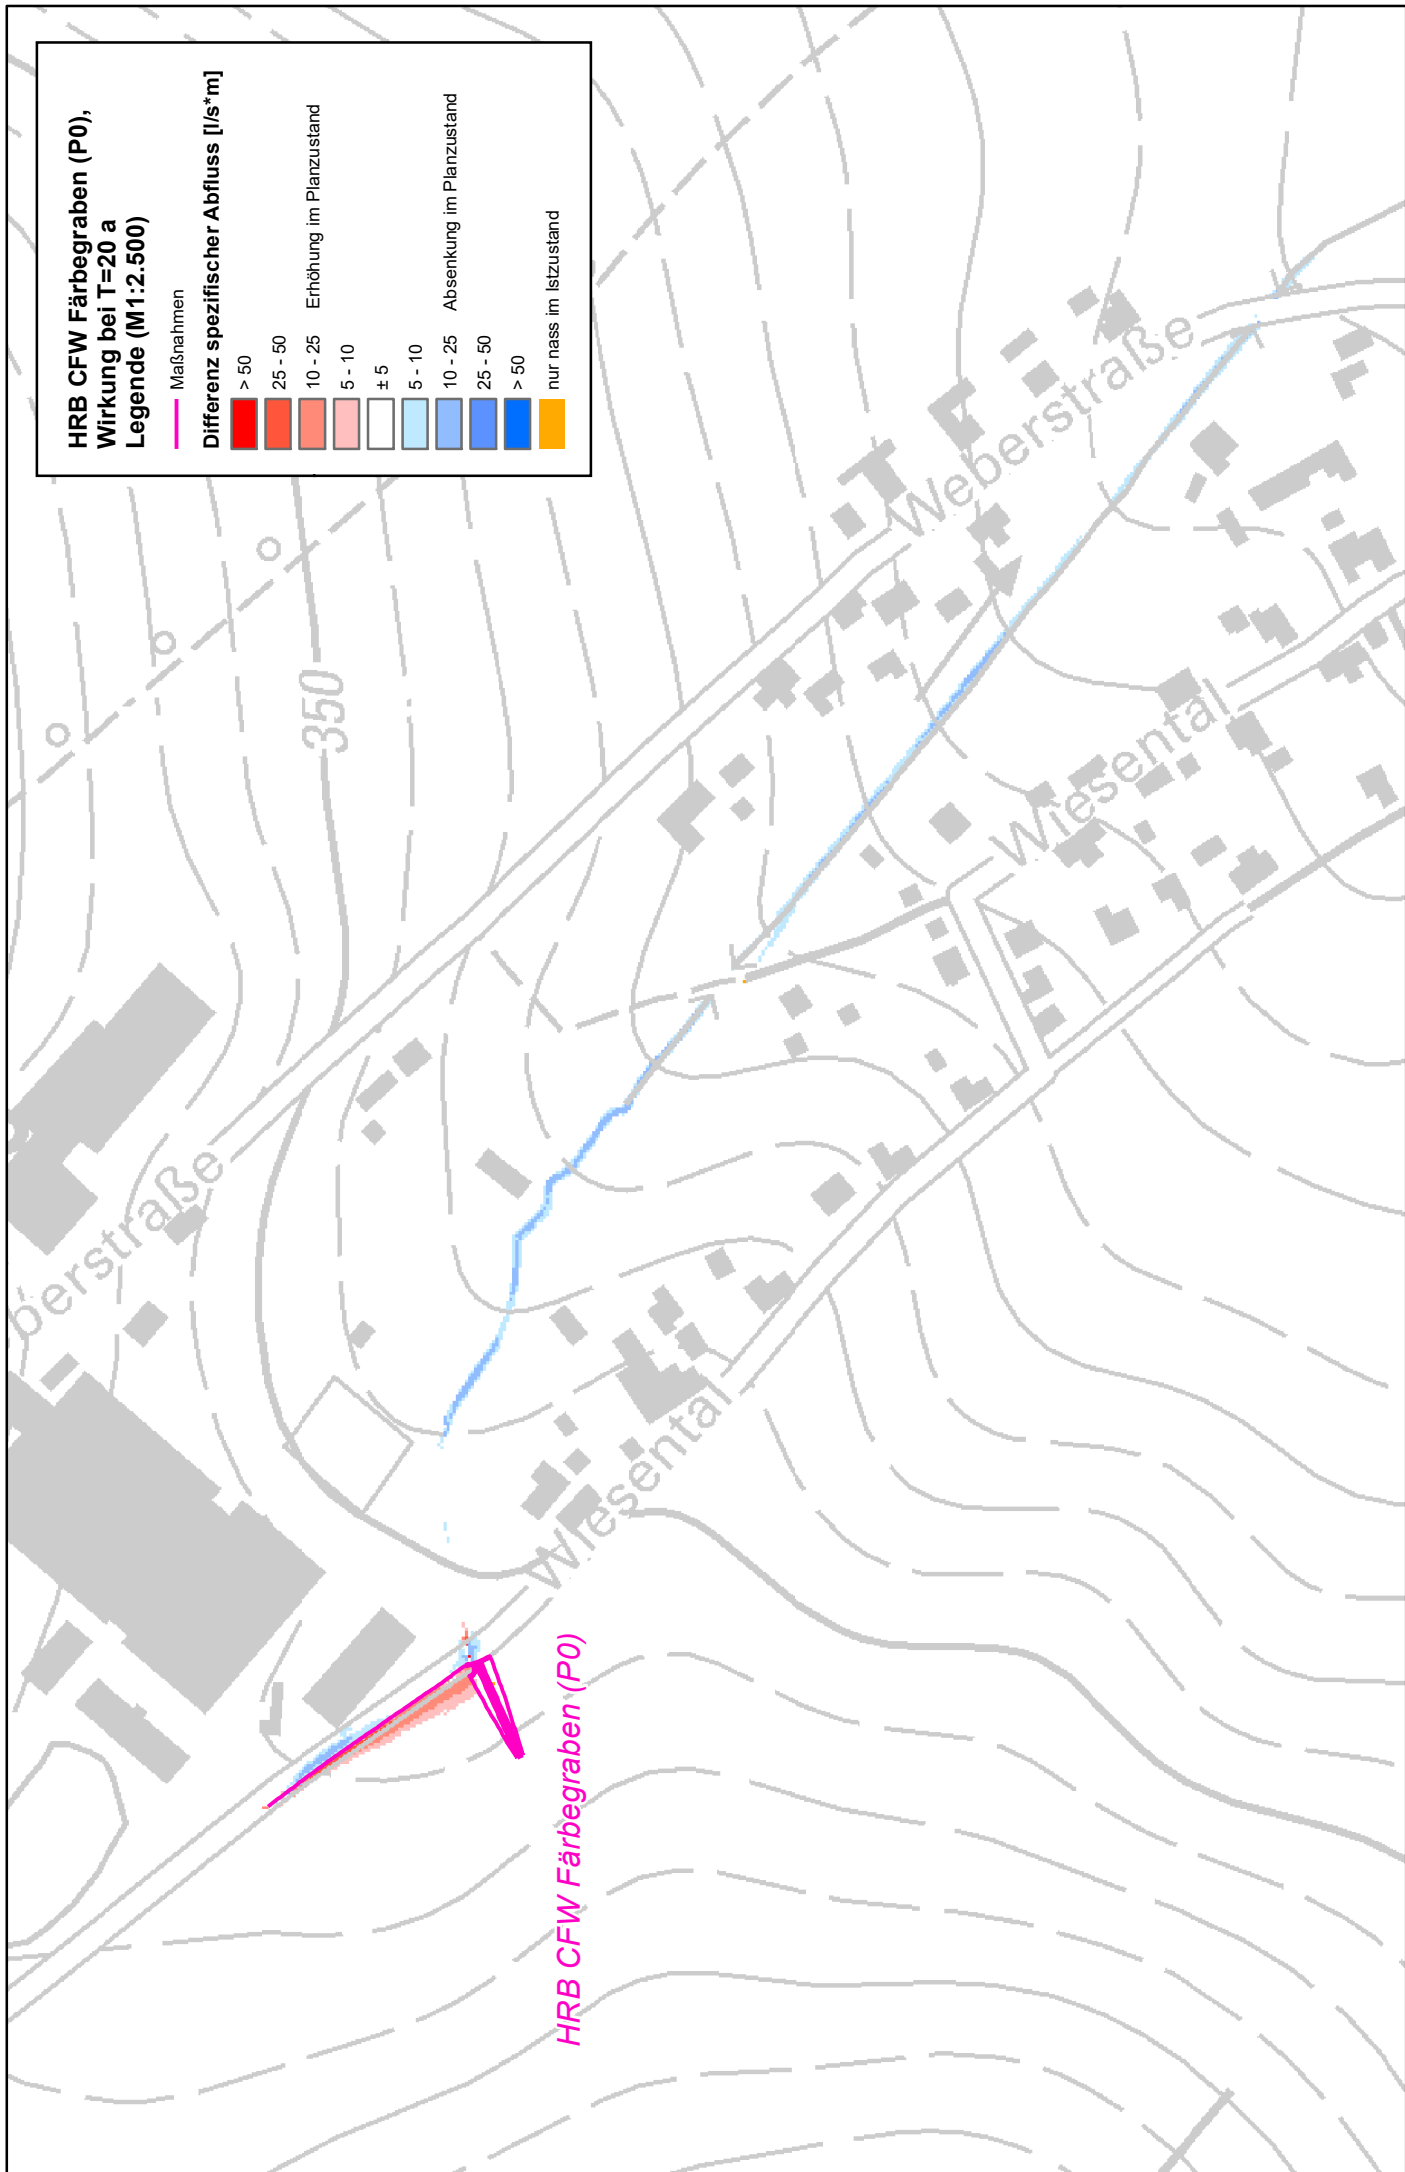 HRB CFW Färbegraben (P0),
Wirkung bei T=20 a
Legende (M1:2.500)
Maßnahmen
Differenz spezifischer Abfluss [l/s*m]
> 50
25 - 50
10 - 25 Erhöhung im Planzustand
5 - 10
± 5
5 - 10
10 - 25 Absenkung im Planzustand
25 - 50
> 50
nur nass im Istzustand
350
Weberstraße
Wiesental
berstraße
Wiesental
HRB CFW Färbegraben (P0)